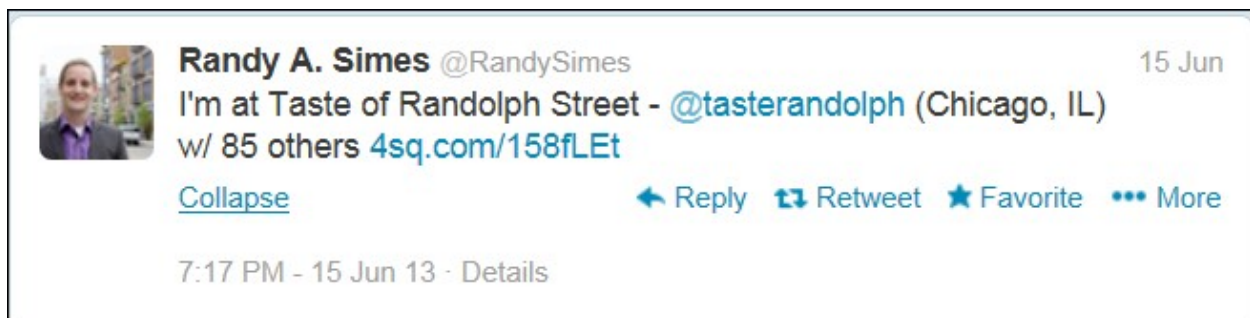 Randy A. Simes @RandySimes 15 Jun
I'm at Taste of Randolph Street - @tasterandolph (Chicago, IL)
w/ 85 others 4sq.com/158fLEt
Collapse Reply Retweet Favorite More
7:17 PM - 15 Jun 13 · Details